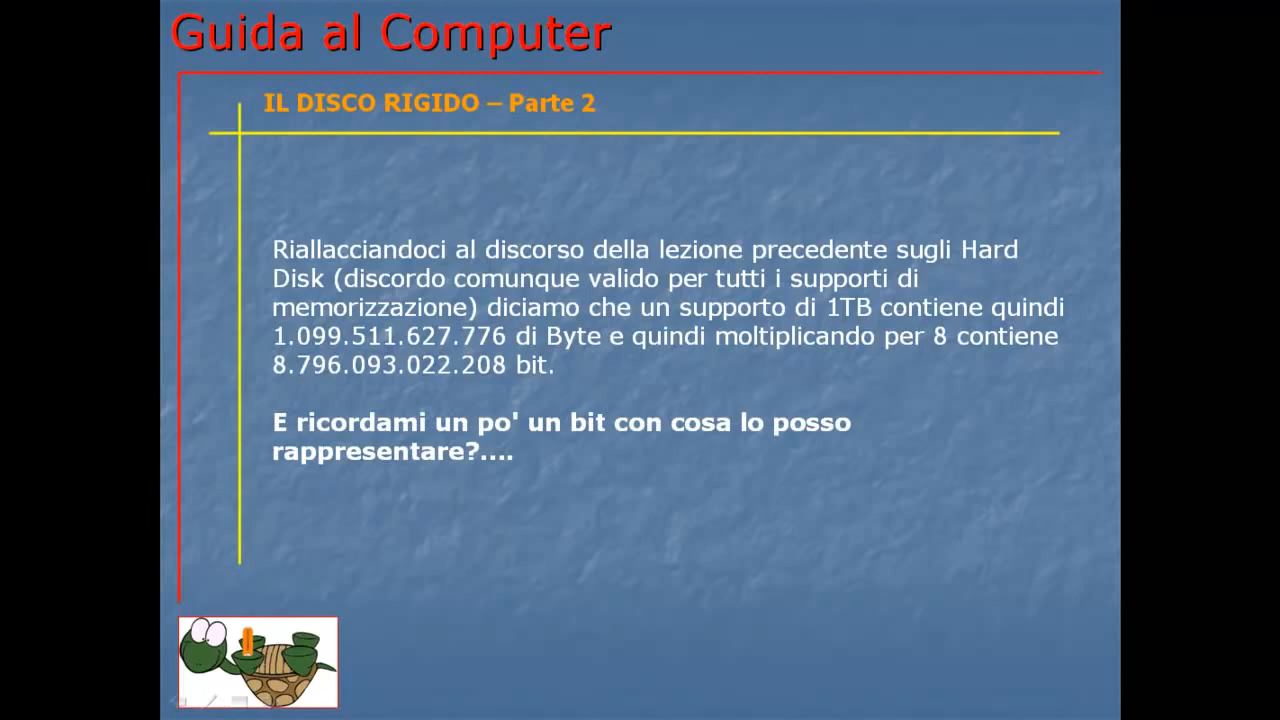 Guida al Computer
IL DISCO RIGIDO – Parte 2
Riallacciandoci al discorso della lezione precedente sugli Hard
Disk (discordo comunque valido per tutti i supporti di
memorizzazione) diciamo che un supporto di 1TB contiene quindi
1.099.511.627.776 di Byte e quindi moltiplicando per 8 contiene
8.796.093.022.208 bit.
E ricordami un po' un bit con cosa lo posso
rappresentare?....